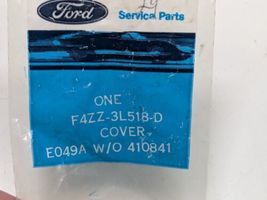 Ford
Service Parts
ONE
F4ZZ-3L518-D
COVER
E049A W/O 410841